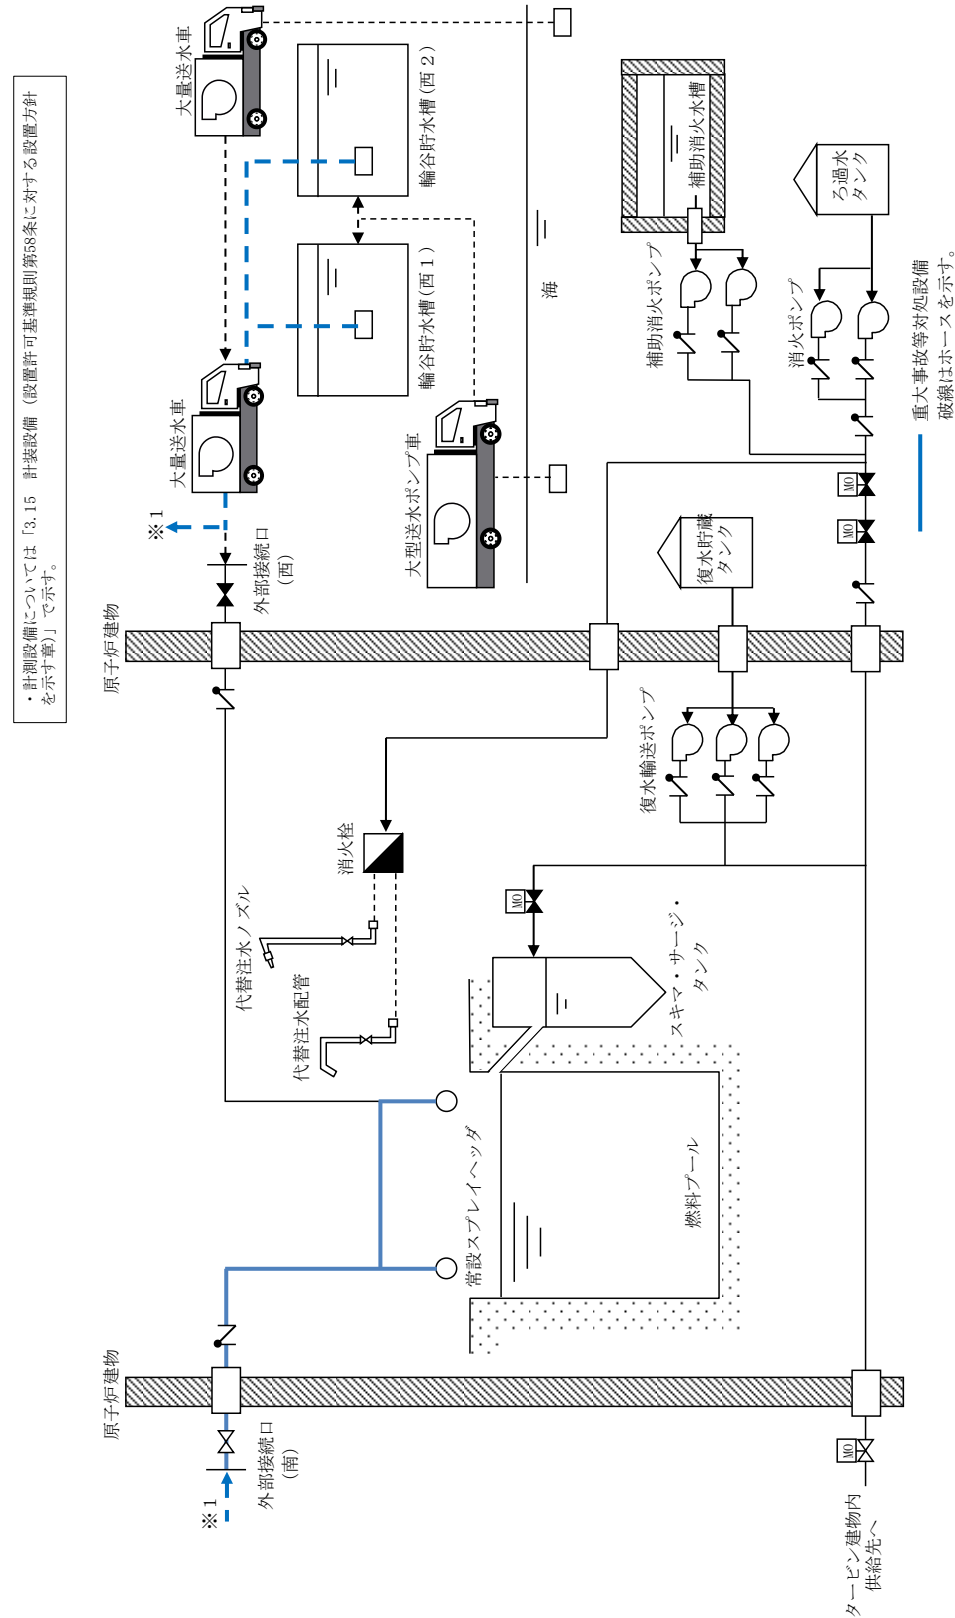 ・計測設備については「3.15　計装設備（設置許可基準規則第58条に対する設置方針
を示す章）」で示す。
原子炉建物
原子炉建物
※1
外部接続口
(南)
タービン建物内
供給先へ
MO
常設スプレイヘッダ
燃料プール
代替注水ノズル
代替注水配管
消火栓
スキマ・サージ・
タンク
MO
復水輸送ポンプ
復水貯蔵
タンク
※1
外部接続口
(西)
大量送水車
大量送水車
大型送水ポンプ車
輪谷貯水槽(西1)
輪谷貯水槽(西2)
海
補助消火ポンプ
補助消火水槽
消火ポンプ
ろ過水
タンク
MO
MO
重大事故等対処設備
破線はホースを示す。